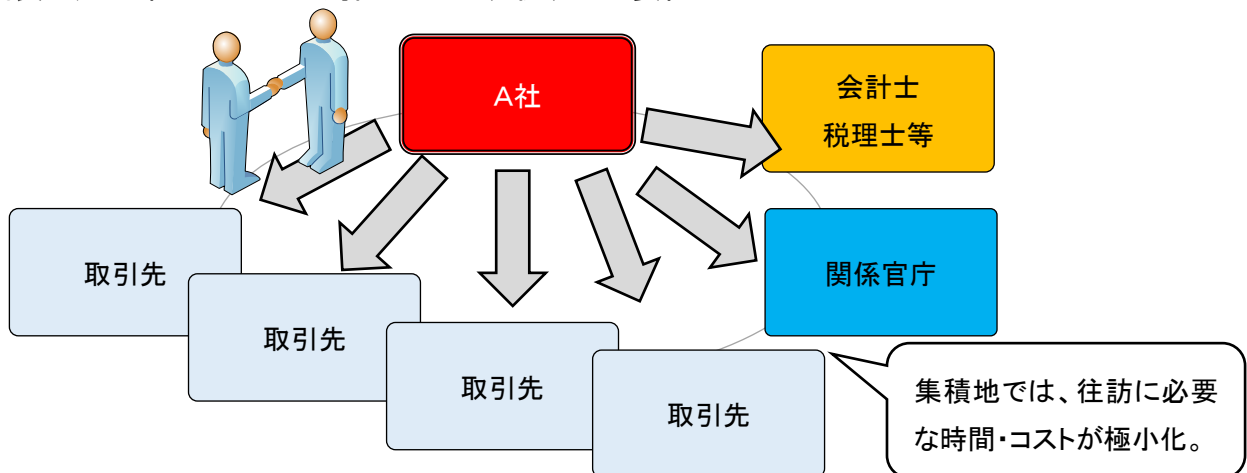 A社
会計士
税理士等
取引先
関係官庁
取引先
取引先
取引先
集積地では、往訪に必要
な時間・コストが極小化。